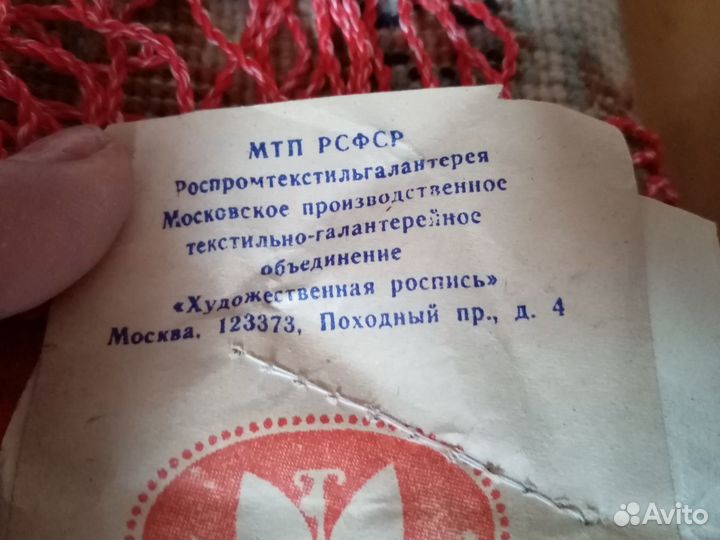 МТП РСФСР
Роспромтекстильгалантерея
Московское производственное
текстильно-галантерейное
объединение
«Художественная роспись»
Москва, 123373, Походный пр., д. 4
Avito